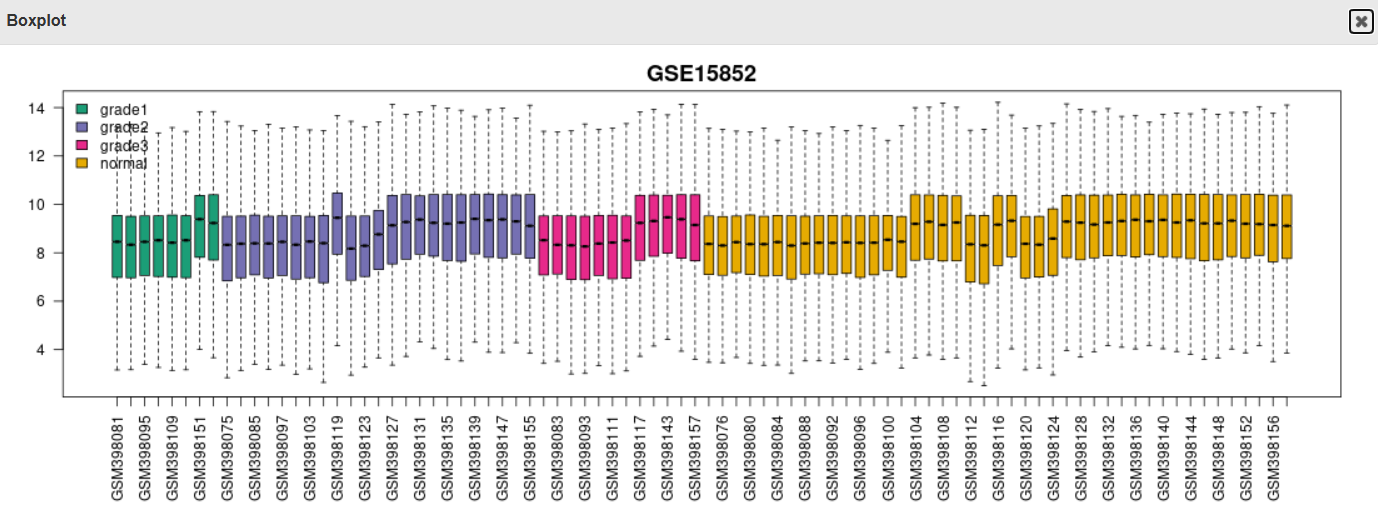 Boxplot
GSE15852
grade1
grade2
grade3
normal
14
12
10
8
6
4
GSM398081
GSM398095
GSM398109
GSM398151
GSM398075
GSM398085
GSM398097
GSM398103
GSM398119
GSM398123
GSM398127
GSM398131
GSM398135
GSM398139
GSM398147
GSM398155
GSM398083
GSM398093
GSM398111
GSM398117
GSM398143
GSM398157
GSM398076
GSM398080
GSM398084
GSM398088
GSM398092
GSM398096
GSM398100
GSM398104
GSM398108
GSM398112
GSM398116
GSM398120
GSM398124
GSM398128
GSM398132
GSM398136
GSM398140
GSM398144
GSM398148
GSM398152
GSM398156